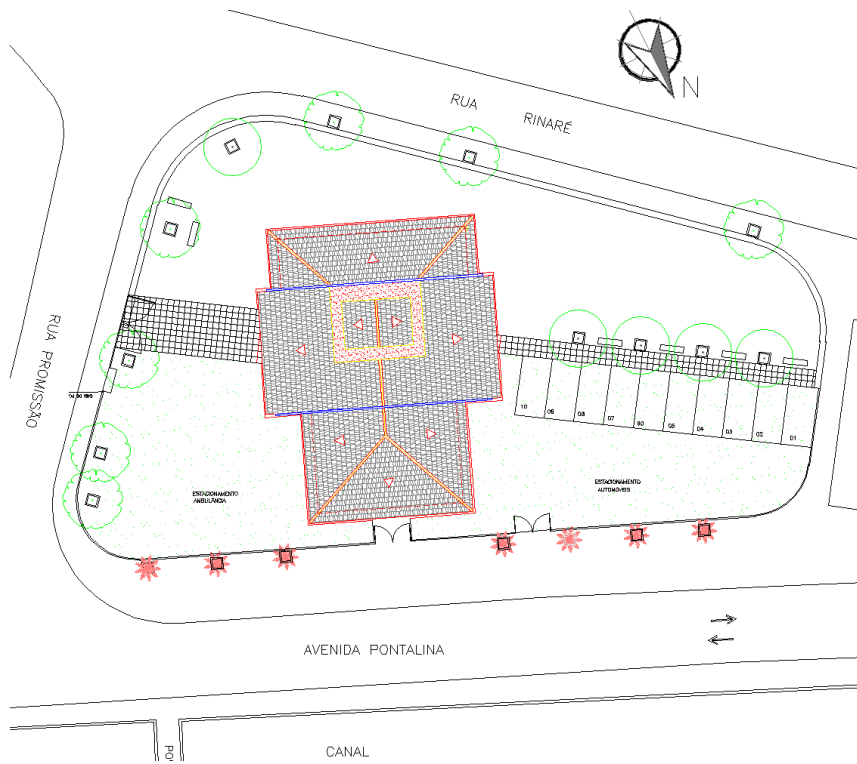 N
RUA
RINARÉ
RUA PROMISSÃO
10
09
08
07
06
05
04
03
02
01
ESTACIONAMENTO
AMBULÂNCIA
ESTACIONAMENTO
AUTOMÓVEIS
AVENIDA PONTALINA
CANAL